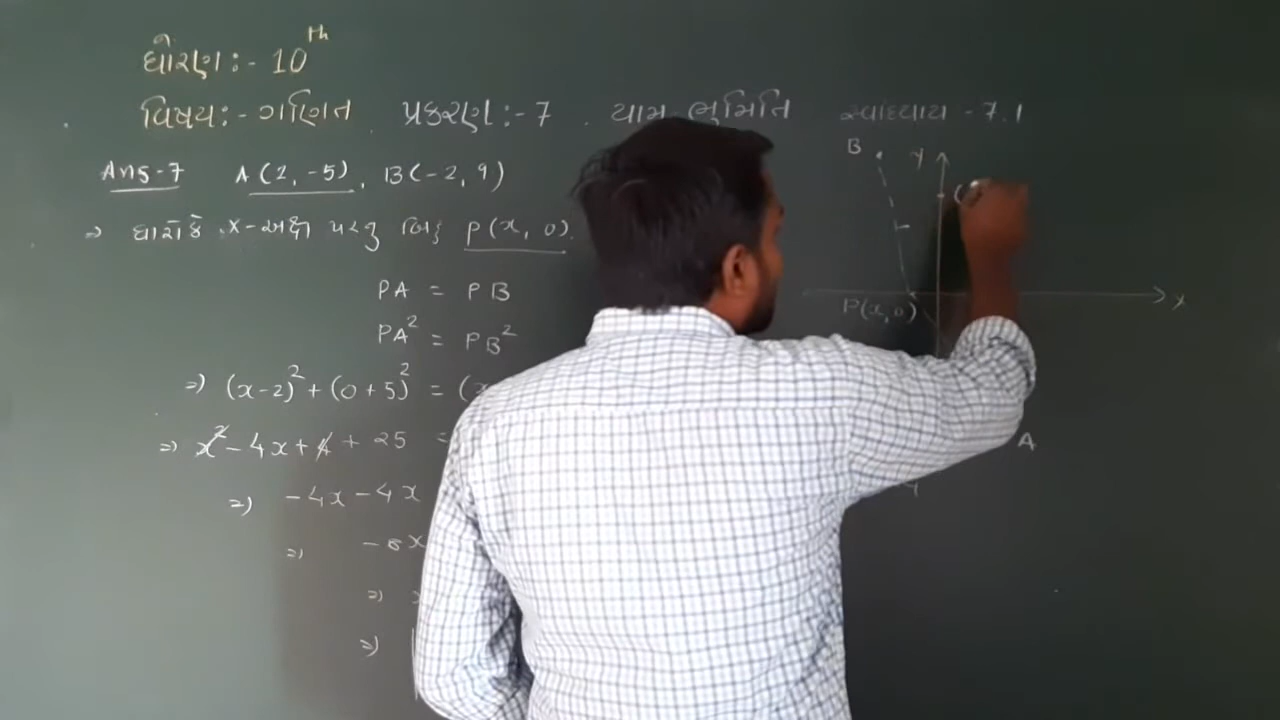 ધોરણ :- 10th
વિષય :- ગણિત પ્રકરણ :- 7 યામ ભૂમિતિ સ્વાધ્યાય - 7.1
Ans-7 A(2, -5), B(-2, 9)
⇒ ધારોકે x-અક્ષ પરનું બિંદુ P(x, 0).
PA = PB
PA² = PB²
⇒ (x-2)² + (0+5)² = (x
⇒ x² - 4x + 4 + 25 =
⇒ -4x - 4x
⇒ -8x
⇒
⇒
B y
P(x,0) x
A